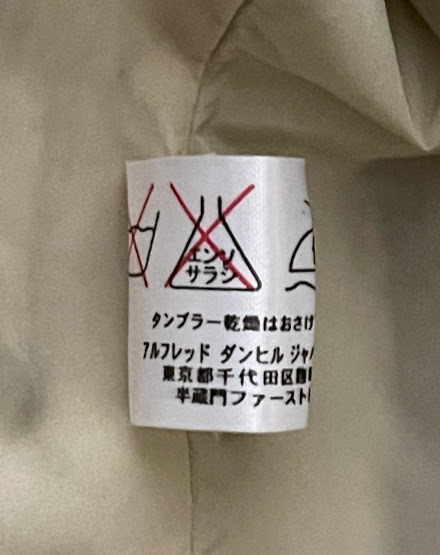 エンソ
サラシ
タンブラー乾燥はおさけ
アルフレッド ダンヒル ジャパ
東京都千代田区麹
半蔵門ファースト